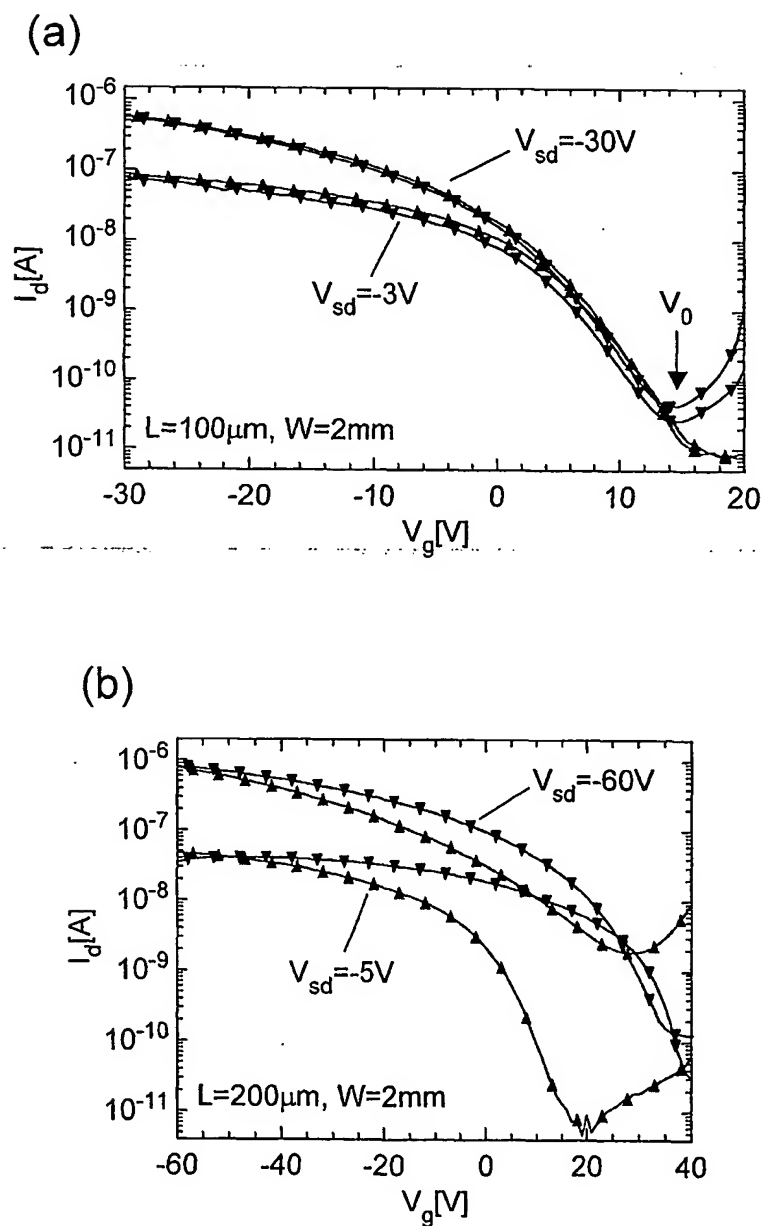 (a)
10^-6
10^-7
10^-8
10^-9
10^-10
10^-11
I_d[A]
V_sd=-30V
V_sd=-3V
V_0
L=100μm, W=2mm
-30 -20 -10 0 10 20
V_g[V]
(b)
10^-6
10^-7
10^-8
10^-9
10^-10
10^-11
I_d[A]
V_sd=-60V
V_sd=-5V
L=200μm, W=2mm
-60 -40 -20 0 20 40
V_g[V]